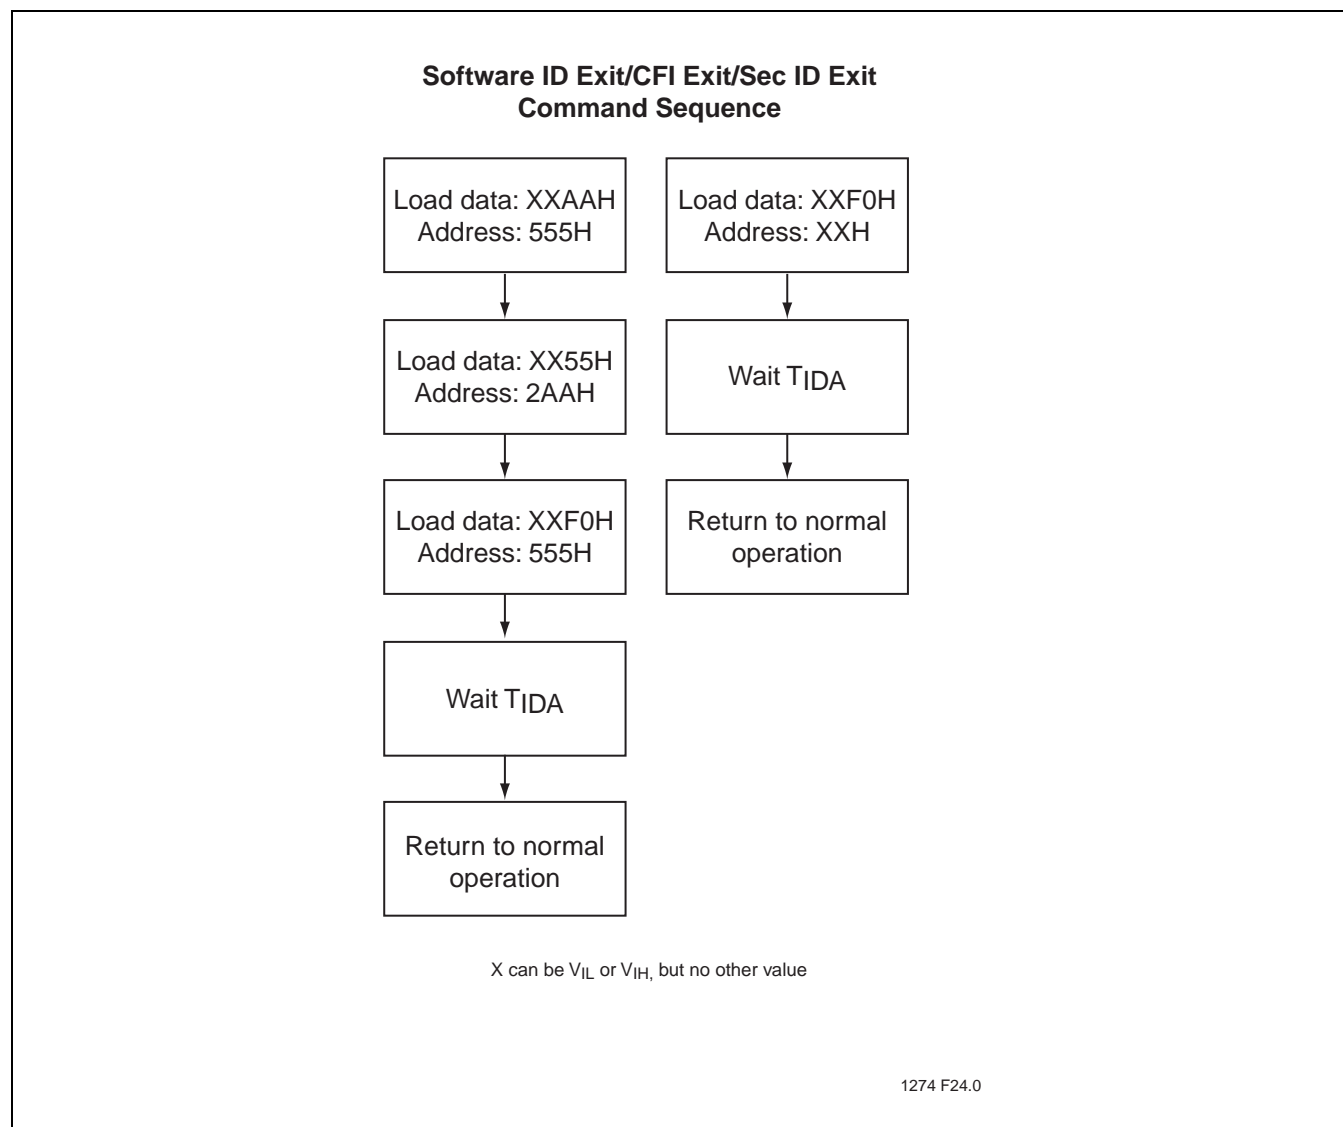 Software ID Exit/CFI Exit/Sec ID Exit
Command Sequence
Load data: XXAAH
Address: 555H
Load data: XX55H
Address: 2AAH
Load data: XXF0H
Address: 555H
Wait TIDA
Return to normal
operation
Load data: XXF0H
Address: XXH
Wait TIDA
Return to normal
operation
X can be VIL or VIH, but no other value
1274 F24.0